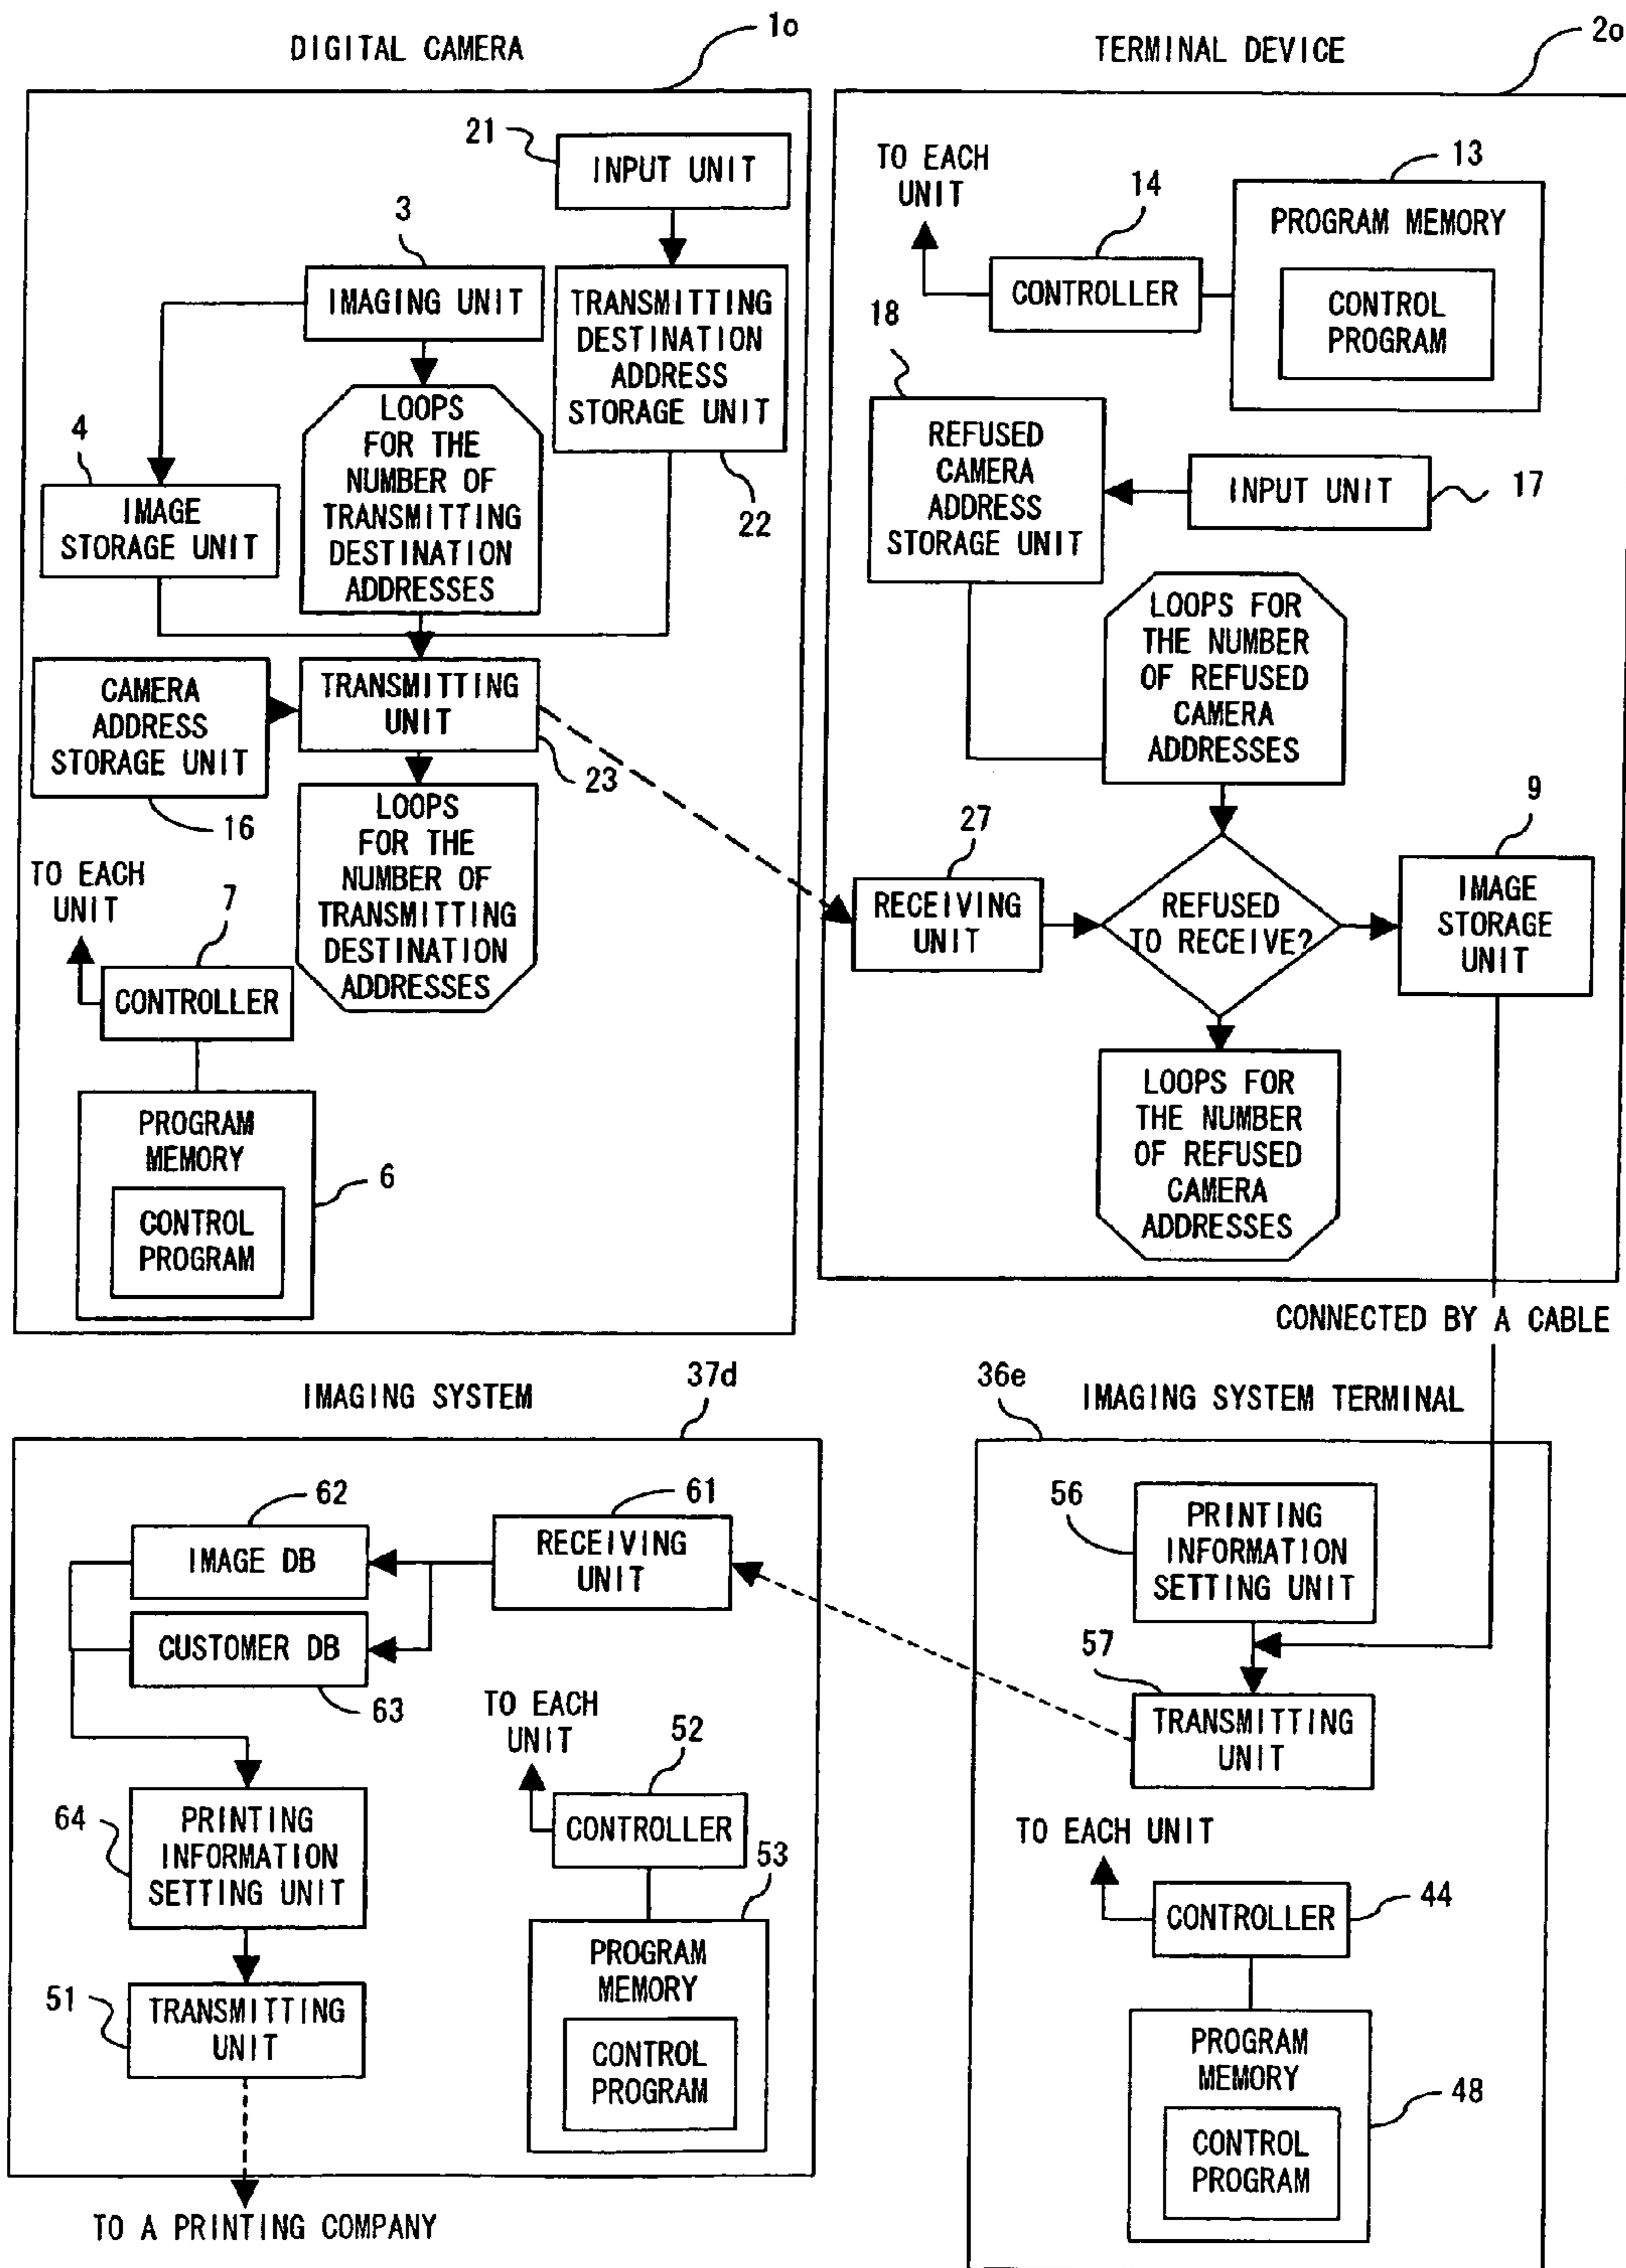 DIGITAL CAMERA
1o
21
INPUT UNIT
3
IMAGING UNIT
TRANSMITTING
DESTINATION
ADDRESS
STORAGE UNIT
22
LOOPS
FOR THE
NUMBER OF
TRANSMITTING
DESTINATION
ADDRESSES
4
IMAGE
STORAGE UNIT
CAMERA
ADDRESS
STORAGE UNIT
16
TRANSMITTING
UNIT
23
LOOPS
FOR THE
NUMBER OF
TRANSMITTING
DESTINATION
ADDRESSES
TO EACH
UNIT
7
CONTROLLER
PROGRAM
MEMORY
6
CONTROL
PROGRAM
TERMINAL DEVICE
2o
TO EACH
UNIT
14
CONTROLLER
13
PROGRAM MEMORY
CONTROL
PROGRAM
18
REFUSED
CAMERA
ADDRESS
STORAGE UNIT
INPUT UNIT
17
LOOPS FOR
THE NUMBER
OF REFUSED
CAMERA
ADDRESSES
27
RECEIVING
UNIT
REFUSED
TO RECEIVE?
9
IMAGE
STORAGE
UNIT
LOOPS FOR
THE NUMBER
OF REFUSED
CAMERA
ADDRESSES
CONNECTED BY A CABLE
IMAGING SYSTEM
37d
62
IMAGE DB
61
RECEIVING
UNIT
CUSTOMER DB
63
TO EACH
UNIT
52
CONTROLLER
53
PROGRAM
MEMORY
CONTROL
PROGRAM
64
PRINTING
INFORMATION
SETTING UNIT
51
TRANSMITTING
UNIT
TO A PRINTING COMPANY
36e
IMAGING SYSTEM TERMINAL
56
PRINTING
INFORMATION
SETTING UNIT
57
TRANSMITTING
UNIT
TO EACH UNIT
CONTROLLER
44
PROGRAM
MEMORY
48
CONTROL
PROGRAM